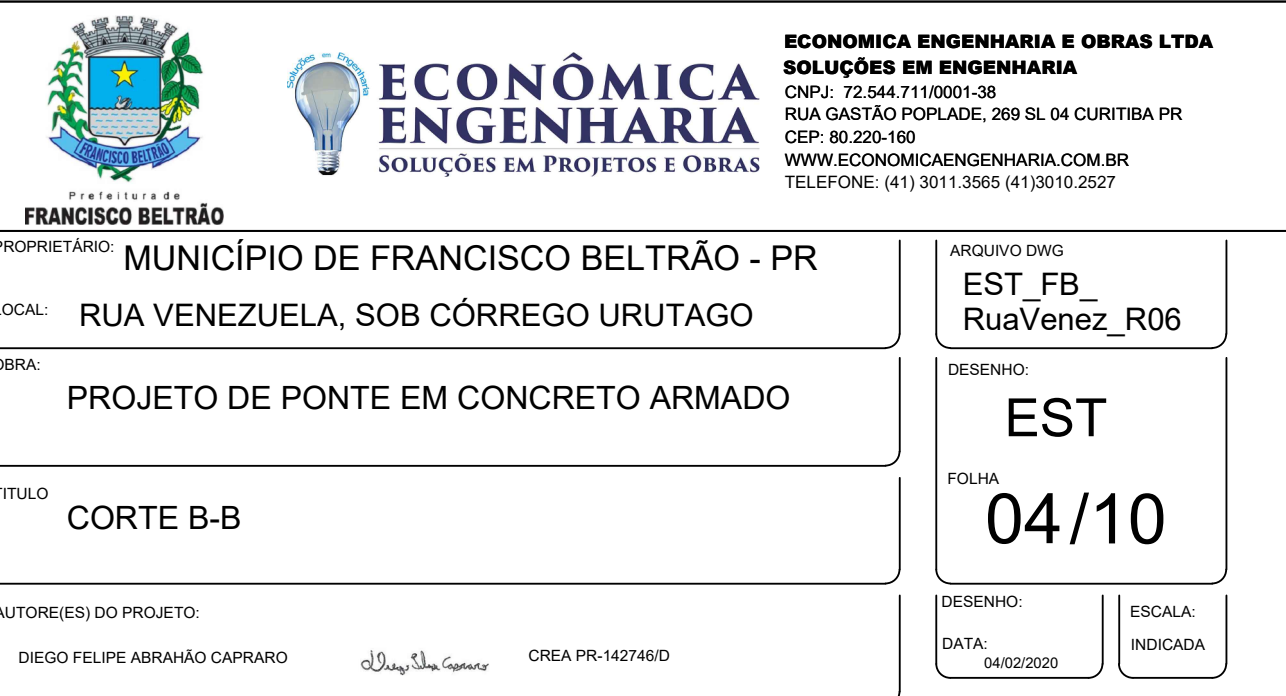 FRANCISCO BELTRÃO
Prefeitura de
FRANCISCO BELTRÃO
Soluções em Engenharia
ECONÔMICA
ENGENHARIA
SOLUÇÕES EM PROJETOS E OBRAS
ECONOMICA ENGENHARIA E OBRAS LTDA
SOLUÇÕES EM ENGENHARIA
CNPJ: 72.544.711/0001-38
RUA GASTÃO POPLADE, 269 SL 04 CURITIBA PR
CEP: 80.220-160
WWW.ECONOMICAENGENHARIA.COM.BR
TELEFONE: (41) 3011.3565 (41)3010.2527
PROPRIETÁRIO: MUNICÍPIO DE FRANCISCO BELTRÃO - PR
LOCAL: RUA VENEZUELA, SOB CÓRREGO URUTAGO
ARQUIVO DWG
EST_FB_
RuaVenez_R06
OBRA:
PROJETO DE PONTE EM CONCRETO ARMADO
DESENHO:
EST
TITULO
CORTE B-B
FOLHA
04/10
AUTORE(ES) DO PROJETO:
DIEGO FELIPE ABRAHÃO CAPRARO CREA PR-142746/D
DESENHO:
DATA:
04/02/2020
ESCALA:
INDICADA